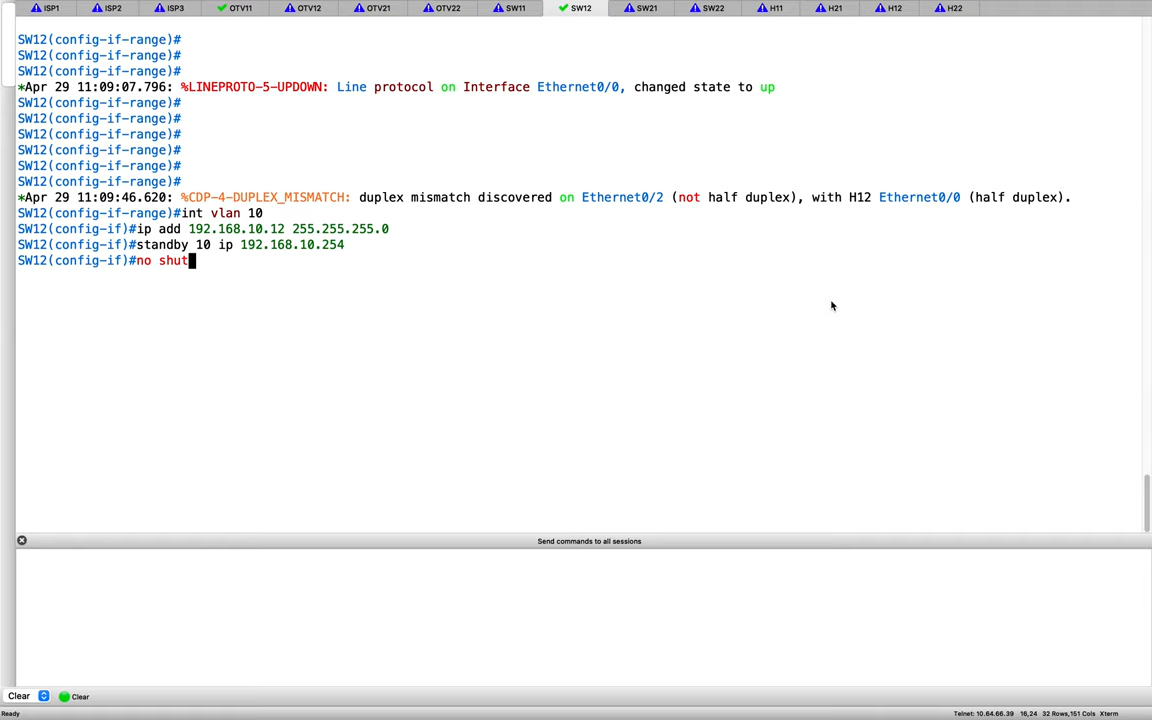 ISP1 ISP2 ISP3 OTV11 OTV12 OTV21 OTV22 SW11 SW12 SW21 SW22 H11 H21 H12 H22
SW12(config-if-range)#
SW12(config-if-range)#
SW12(config-if-range)#
*Apr 29 11:09:07.796: %LINEPROTO-5-UPDOWN: Line protocol on Interface Ethernet0/0, changed state to up
SW12(config-if-range)#
SW12(config-if-range)#
SW12(config-if-range)#
SW12(config-if-range)#
SW12(config-if-range)#
SW12(config-if-range)#
*Apr 29 11:09:46.620: %CDP-4-DUPLEX_MISMATCH: duplex mismatch discovered on Ethernet0/2 (not half duplex), with H12 Ethernet0/0 (half duplex).
SW12(config-if-range)#int vlan 10
SW12(config-if)#ip add 192.168.10.12 255.255.255.0
SW12(config-if)#standby 10 ip 192.168.10.254
SW12(config-if)#no shut
Send commands to all sessions
Clear Clear
Ready Telnet: 10.64.66.39 16,24 32 Rows,151 Cols Xterm